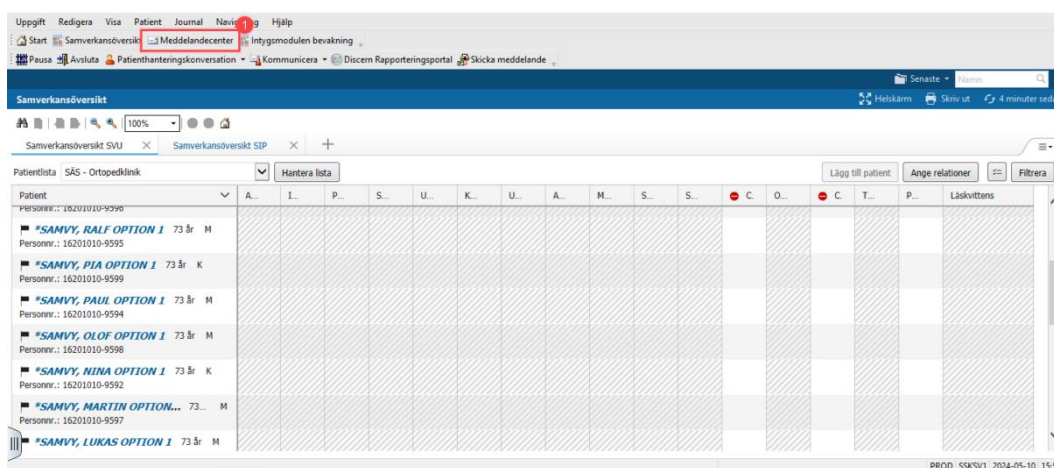 Uppgift Redigera Visa Patient Journal Navi g Hjälp
1
Start Samverkansöversikt Meddelandecenter Intygsmodulen bevakning
Pausa Avsluta Patienthanteringskonversation Kommunicera Discern Rapporteringsportal Skicka meddelande
Senaste Namn
Samverkansöversikt Helskärm Skriv ut 4 minuter seda
100%
Samverkansöversikt SVU Samverkansöversikt SIP
Patientlista SÄS - Ortopedklinik Hantera lista Lägg till patient Ange relationer Filtrera
Patient A... I... P... S... U... K... U... A... M... S... S... C. O... C. T... P... Läskvittens
Personnr.: 16201010-9596
*SAMVY, RALF OPTION 1 73 år M
Personnr.: 16201010-9595
*SAMVY, PIA OPTION 1 73 år K
Personnr.: 16201010-9599
*SAMVY, PAUL OPTION 1 73 år M
Personnr.: 16201010-9594
*SAMVY, OLOF OPTION 1 73 år M
Personnr.: 16201010-9598
*SAMVY, NINA OPTION 1 73 år K
Personnr.: 16201010-9592
*SAMVY, MARTIN OPTION... 73... M
Personnr.: 16201010-9597
*SAMVY, LUKAS OPTION 1 73 år M
PROD SSKSV1 2024-05-10 15: